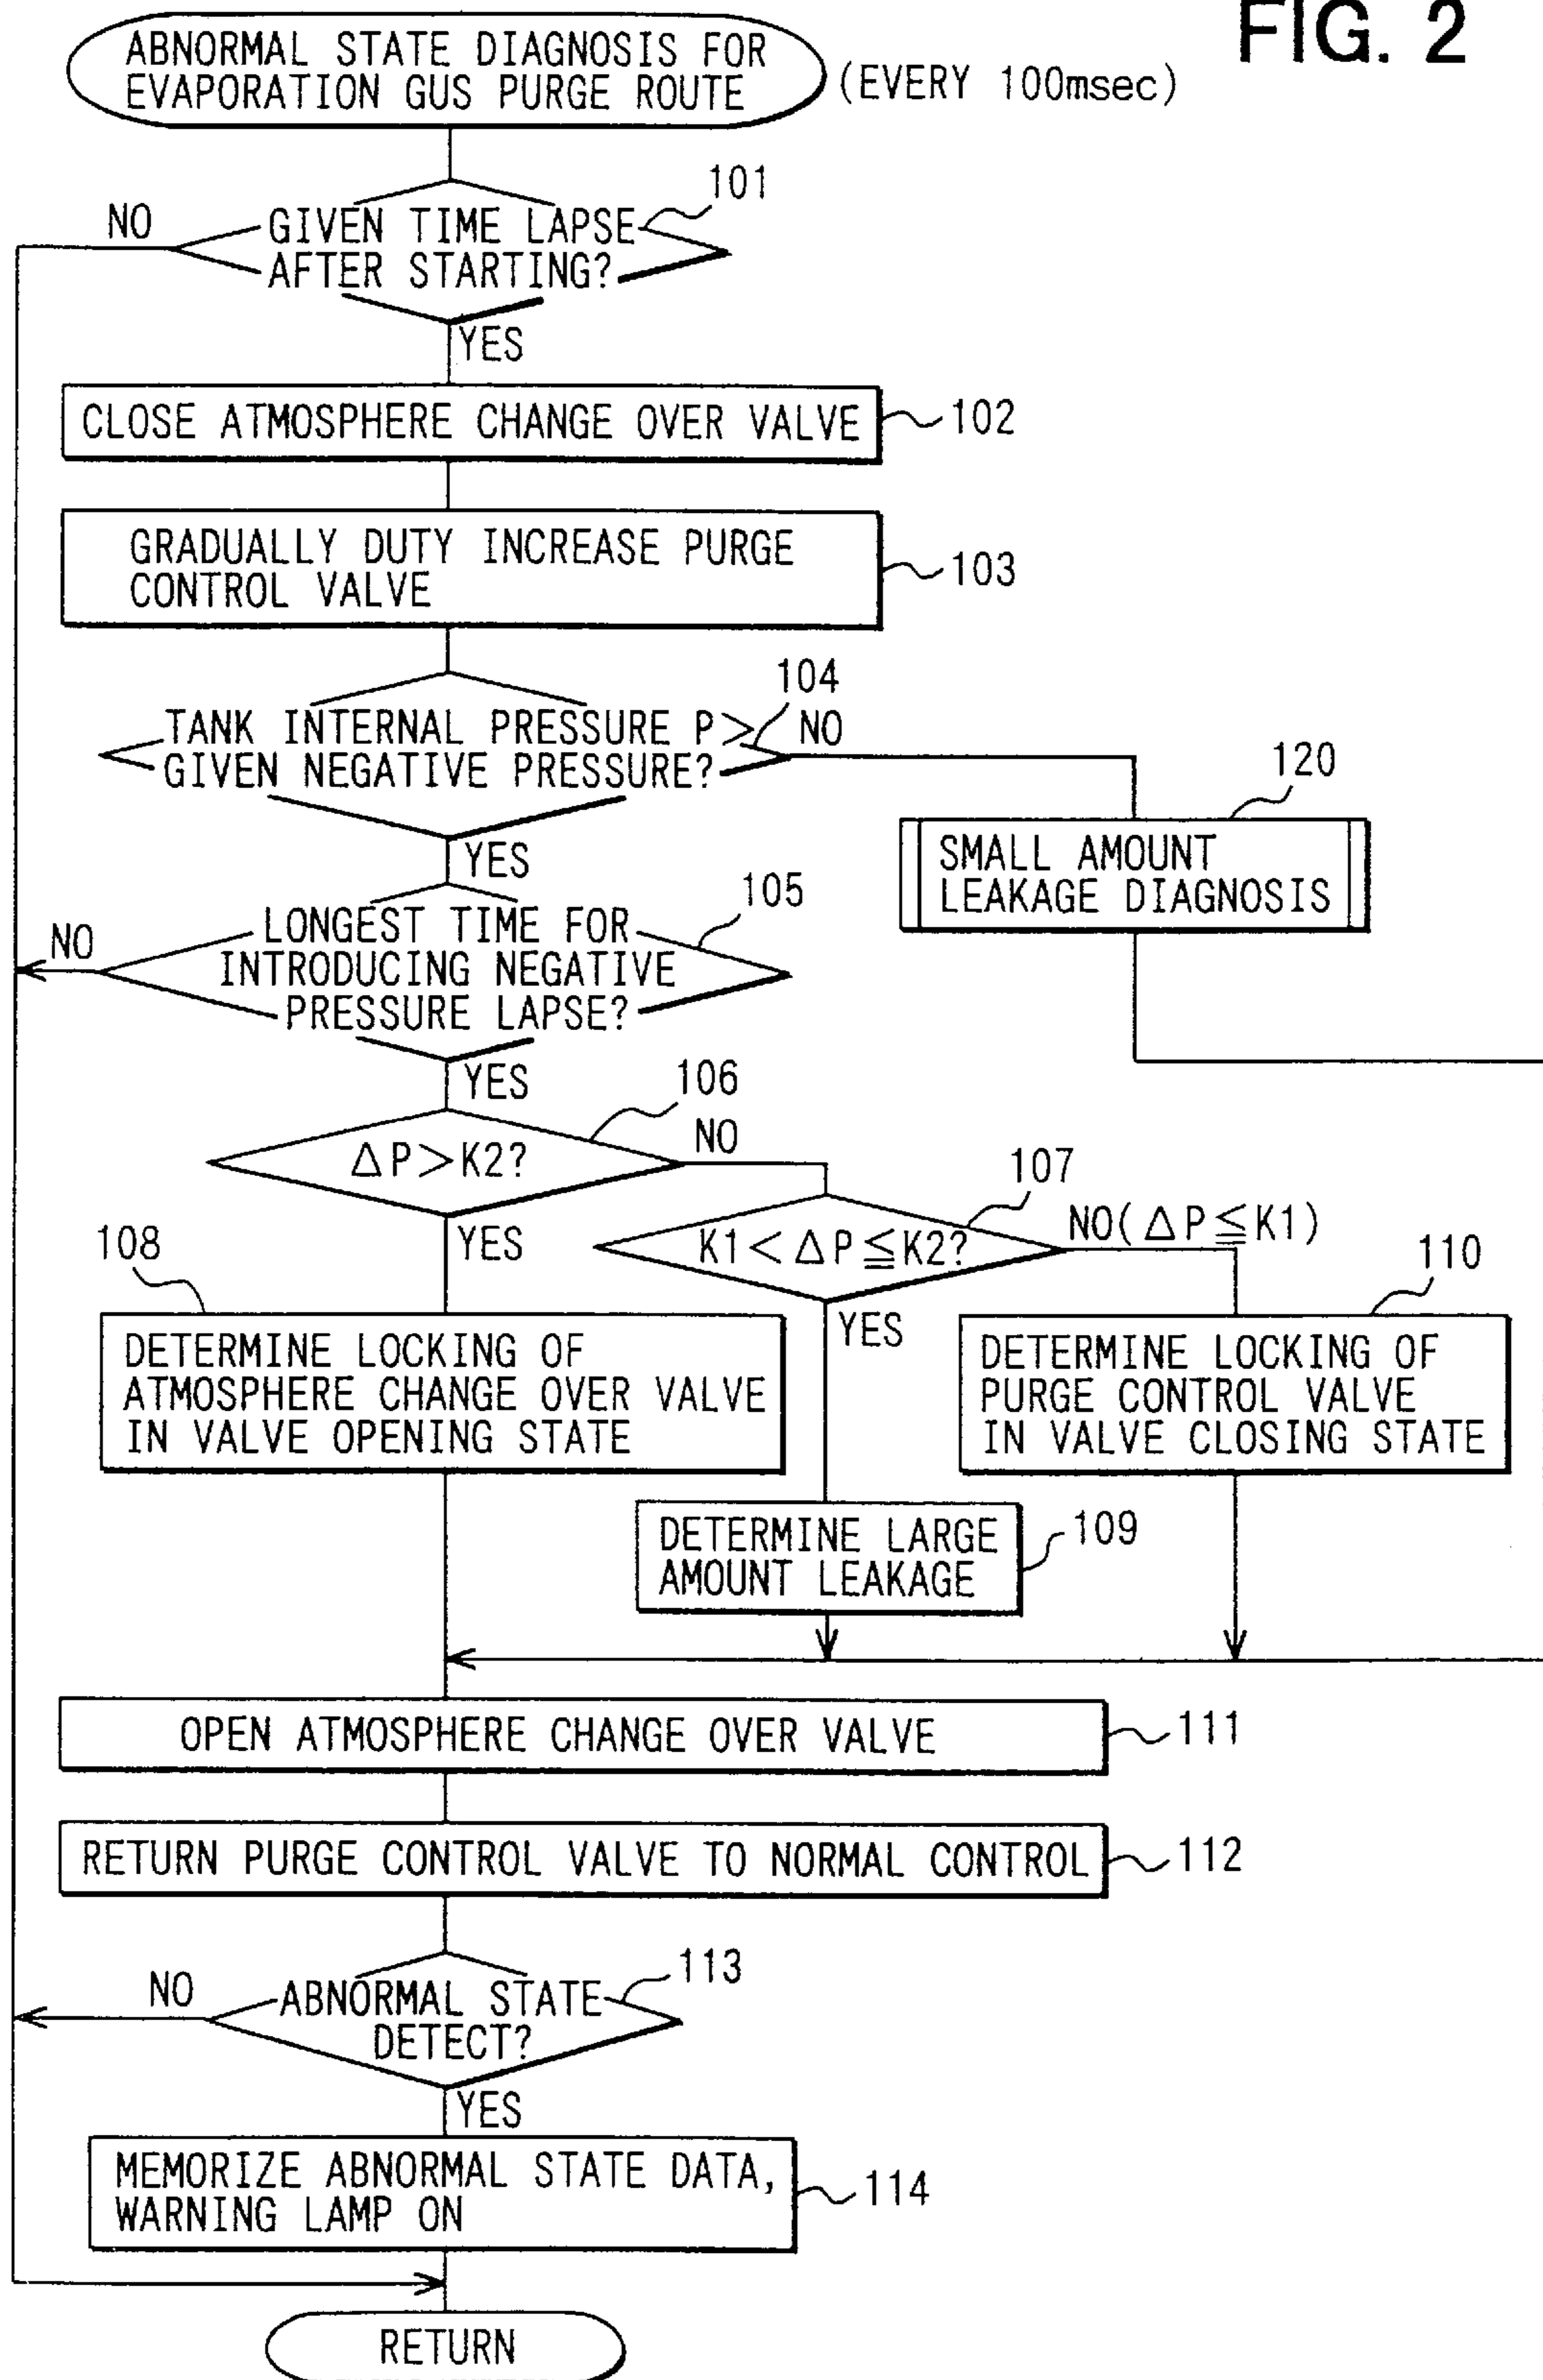 FIG. 2
ABNORMAL STATE DIAGNOSIS FOR
EVAPORATION GUS PURGE ROUTE
(EVERY 100msec)
101
NO
GIVEN TIME LAPSE
AFTER STARTING?
YES
CLOSE ATMOSPHERE CHANGE OVER VALVE
102
GRADUALLY DUTY INCREASE PURGE
CONTROL VALVE
103
104
TANK INTERNAL PRESSURE P>
GIVEN NEGATIVE PRESSURE?
NO
120
YES
SMALL AMOUNT
LEAKAGE DIAGNOSIS
105
NO
LONGEST TIME FOR
INTRODUCING NEGATIVE
PRESSURE LAPSE?
YES
106
ΔP>K2?
NO
107
K1<ΔP≦K2?
NO(ΔP≦K1)
YES
108
110
YES
DETERMINE LOCKING OF
ATMOSPHERE CHANGE OVER VALVE
IN VALVE OPENING STATE
DETERMINE LOCKING OF
PURGE CONTROL VALVE
IN VALVE CLOSING STATE
DETERMINE LARGE
AMOUNT LEAKAGE
109
OPEN ATMOSPHERE CHANGE OVER VALVE
111
RETURN PURGE CONTROL VALVE TO NORMAL CONTROL
112
113
NO
ABNORMAL STATE
DETECT?
YES
MEMORIZE ABNORMAL STATE DATA,
WARNING LAMP ON
114
RETURN